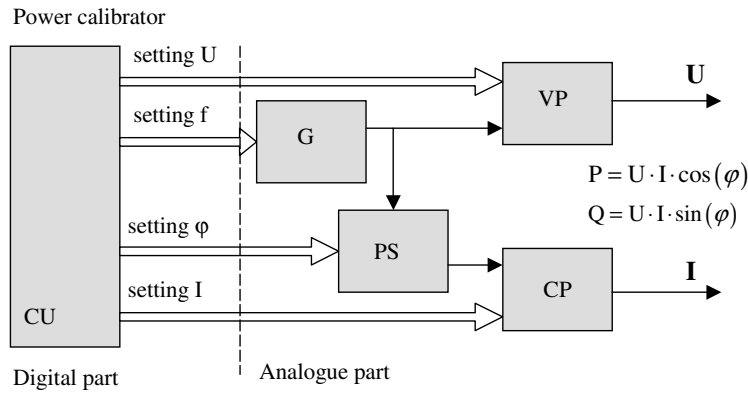 Power calibrator
setting U
U
VP
setting f
G
P = U · I · cos(φ)
Q = U · I · sin(φ)
setting φ
PS
I
setting I
CP
CU
Digital part
Analogue part